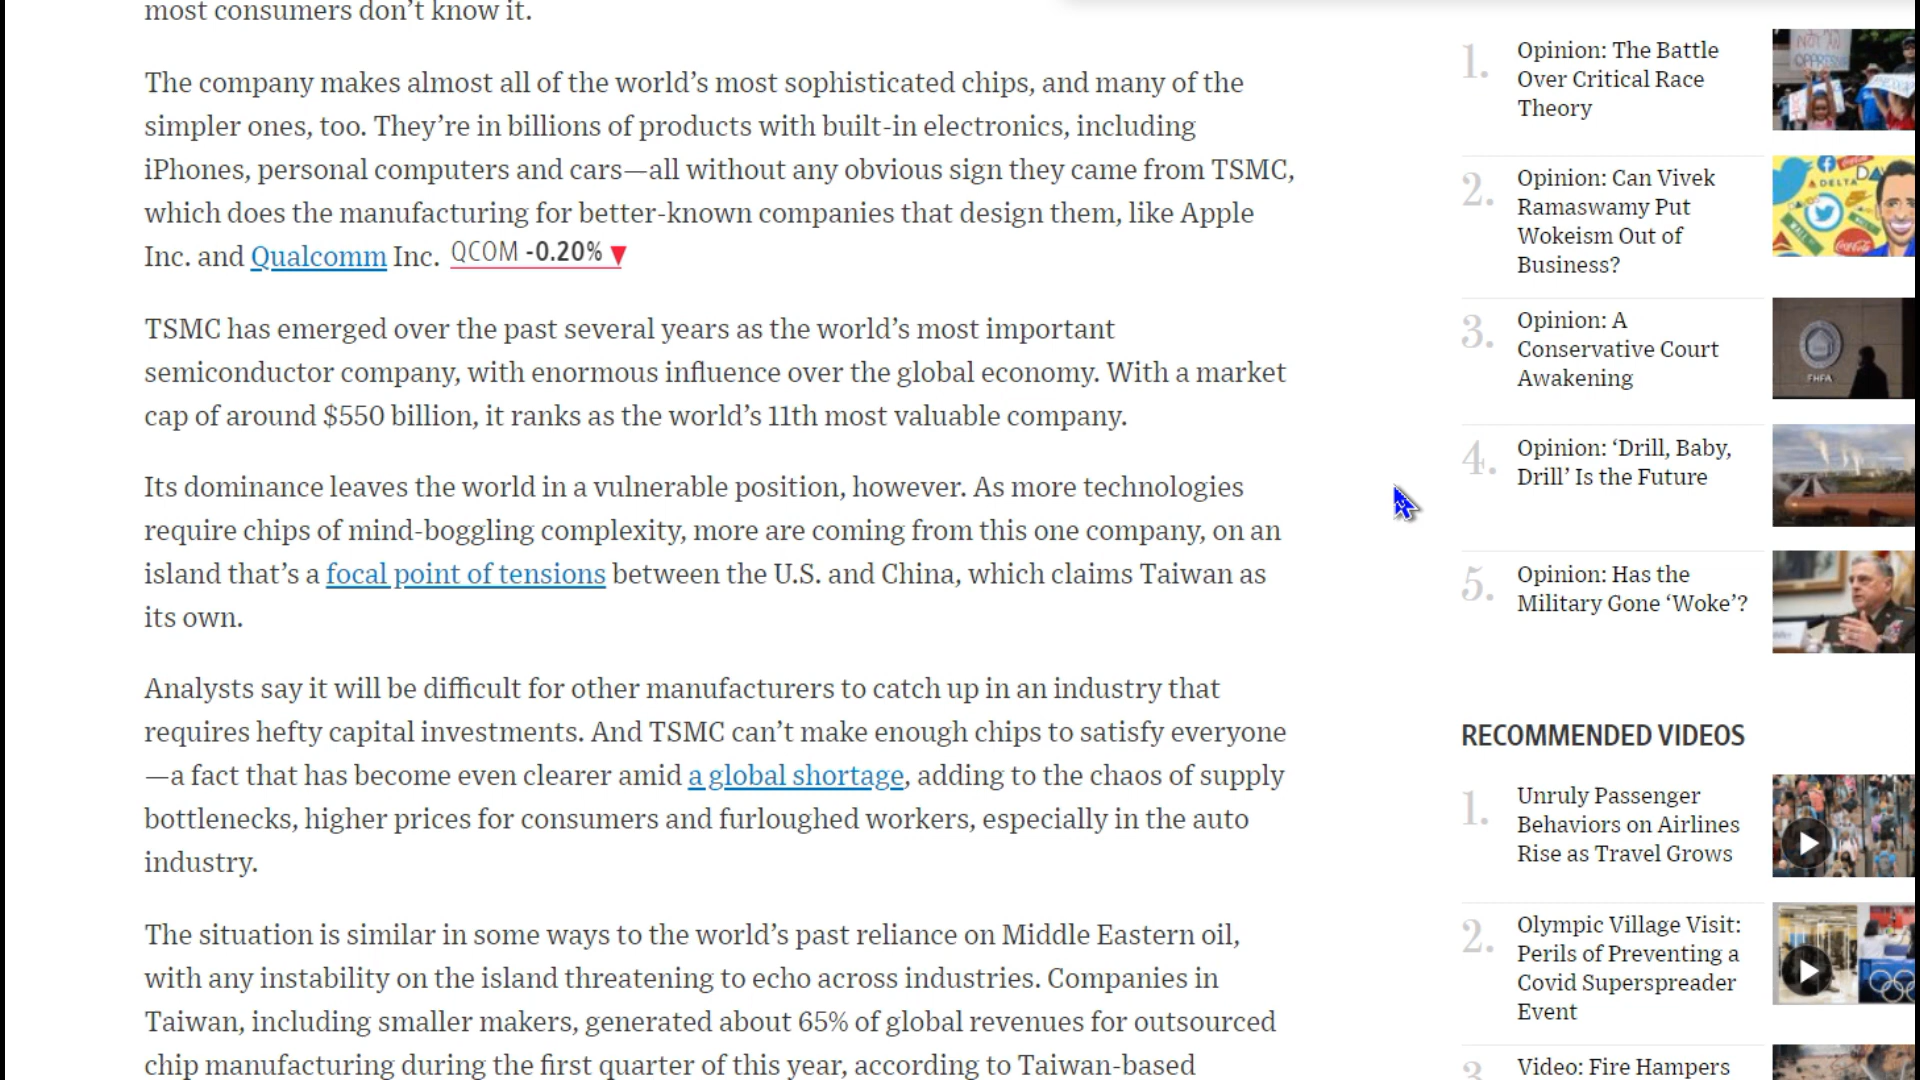 most consumers don’t know it.
The company makes almost all of the world’s most sophisticated chips, and many of the
simpler ones, too. They’re in billions of products with built-in electronics, including
iPhones, personal computers and cars—all without any obvious sign they came from TSMC,
which does the manufacturing for better-known companies that design them, like Apple
Inc. and Qualcomm Inc. QCOM -0.20% ▼
TSMC has emerged over the past several years as the world’s most important
semiconductor company, with enormous influence over the global economy. With a market
cap of around $550 billion, it ranks as the world’s 11th most valuable company.
Its dominance leaves the world in a vulnerable position, however. As more technologies
require chips of mind-boggling complexity, more are coming from this one company, on an
island that’s a focal point of tensions between the U.S. and China, which claims Taiwan as
its own.
Analysts say it will be difficult for other manufacturers to catch up in an industry that
requires hefty capital investments. And TSMC can’t make enough chips to satisfy everyone
—a fact that has become even clearer amid a global shortage, adding to the chaos of supply
bottlenecks, higher prices for consumers and furloughed workers, especially in the auto
industry.
The situation is similar in some ways to the world’s past reliance on Middle Eastern oil,
with any instability on the island threatening to echo across industries. Companies in
Taiwan, including smaller makers, generated about 65% of global revenues for outsourced
chip manufacturing during the first quarter of this year, according to Taiwan-based
1. Opinion: The Battle
Over Critical Race
Theory
2. Opinion: Can Vivek
Ramaswamy Put
Wokeism Out of
Business?
DELTA
3. Opinion: A
Conservative Court
Awakening
FHFA
4. Opinion: ‘Drill, Baby,
Drill’ Is the Future
5. Opinion: Has the
Military Gone ‘Woke’?
RECOMMENDED VIDEOS
1. Unruly Passenger
Behaviors on Airlines
Rise as Travel Grows
2. Olympic Village Visit:
Perils of Preventing a
Covid Superspreader
Event
3. Video: Fire Hampers